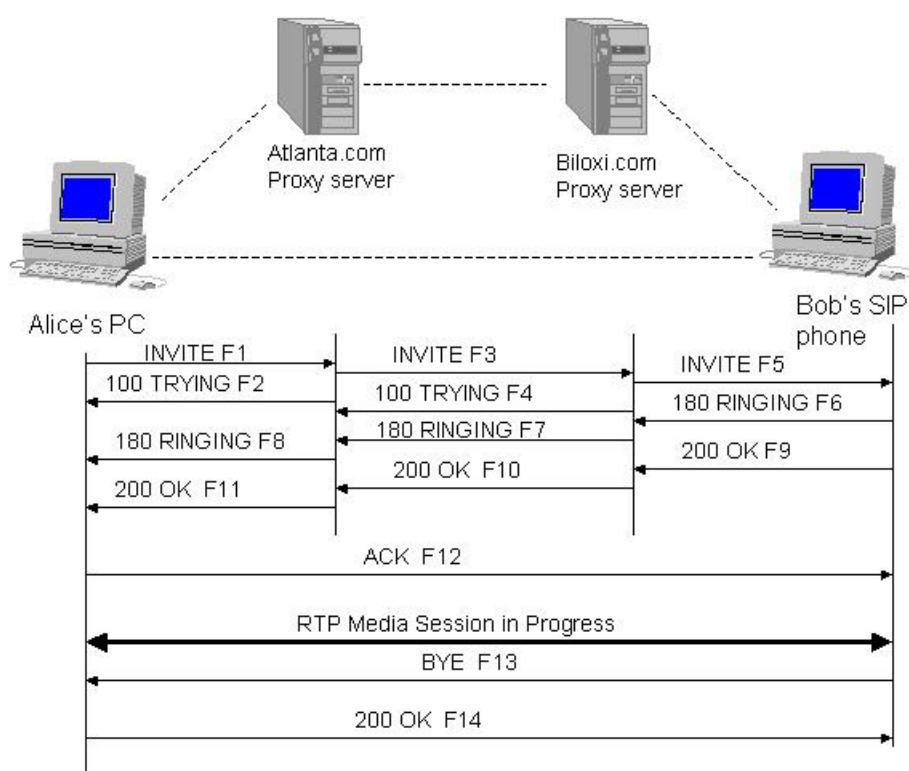 Atlanta.com
Proxy server
Biloxi.com
Proxy server
Alice's PC
Bob's SIP
phone
INVITE F1
INVITE F3
INVITE F5
100 TRYING F2
100 TRYING F4
180 RINGING F6
180 RINGING F8
180 RINGING F7
200 OK F9
200 OK F11
200 OK F10
ACK F12
RTP Media Session in Progress
BYE F13
200 OK F14